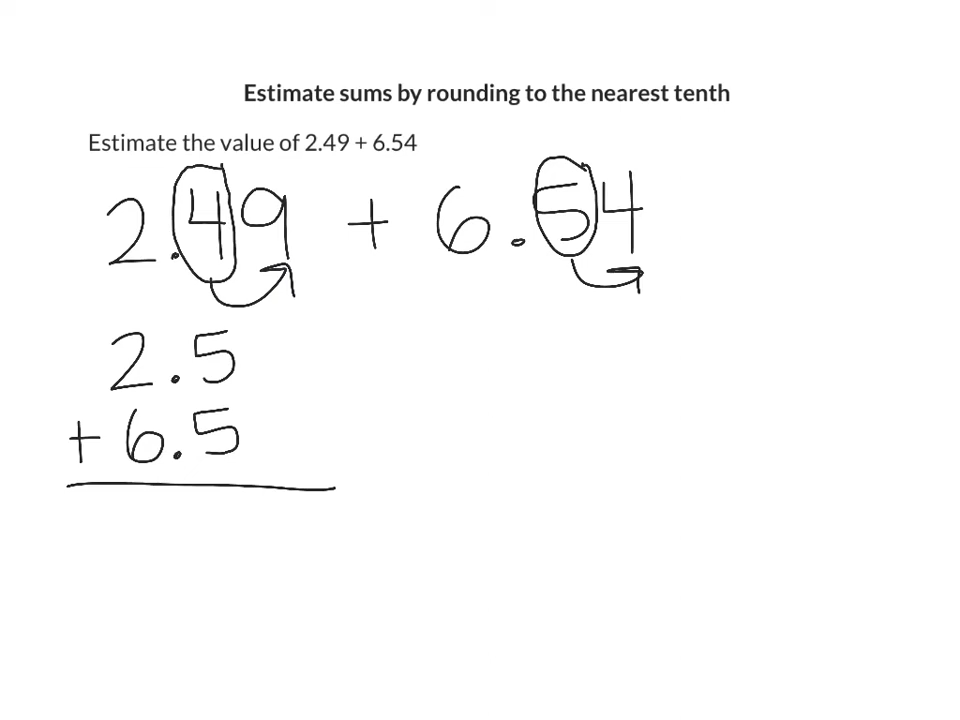 Estimate sums by rounding to the nearest tenth
Estimate the value of 2.49 + 6.54
2.49 + 6.54
2.5
+ 6.5